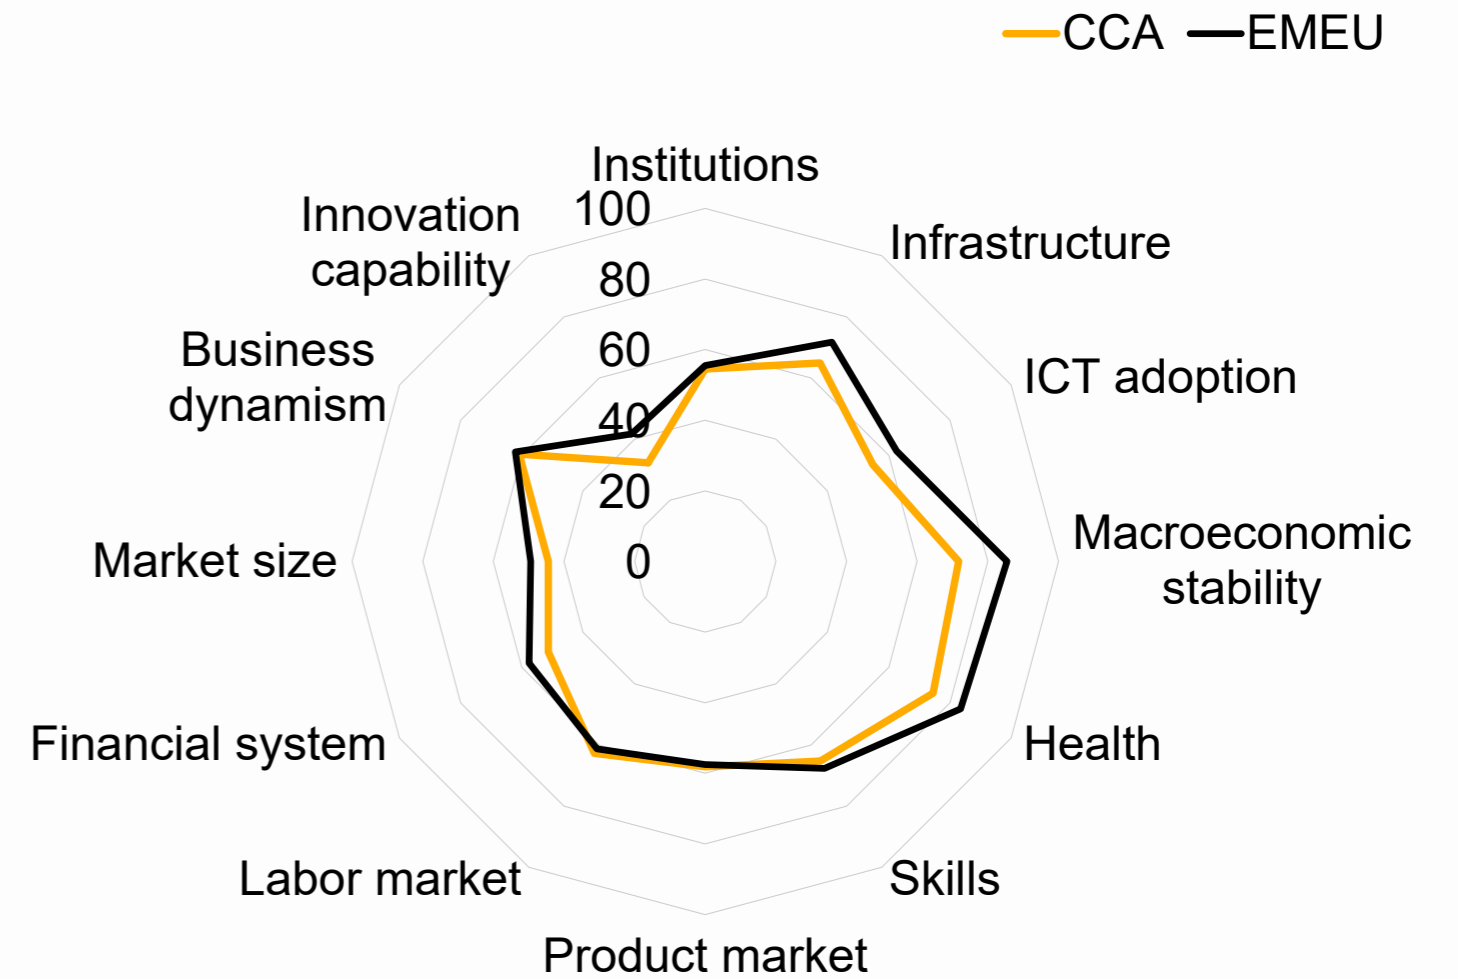 CCA EMEU
Institutions
100
Innovation
capability
Infrastructure
80
Business
dynamism
60
ICT adoption
40
20
Market size
0
Macroeconomic
stability
Financial system
Health
Labor market
Skills
Product market